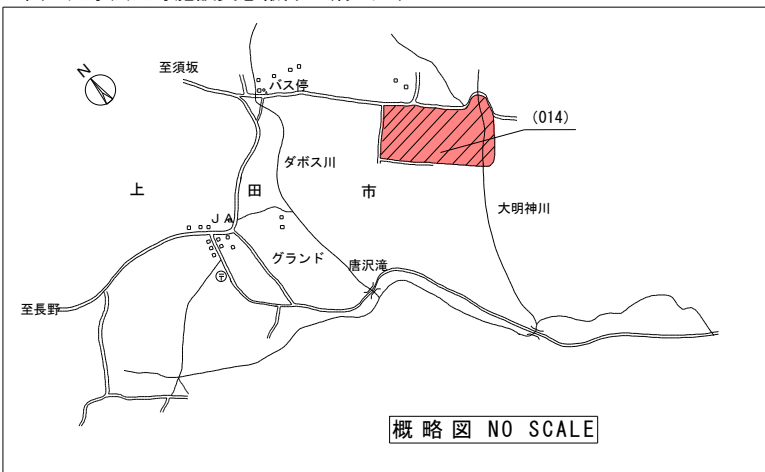 N
至須坂
バス停
(014)
ダボス川
上田市
大明神川
JA
グランド
唐沢滝
〒
至長野
概略図 NO SCALE